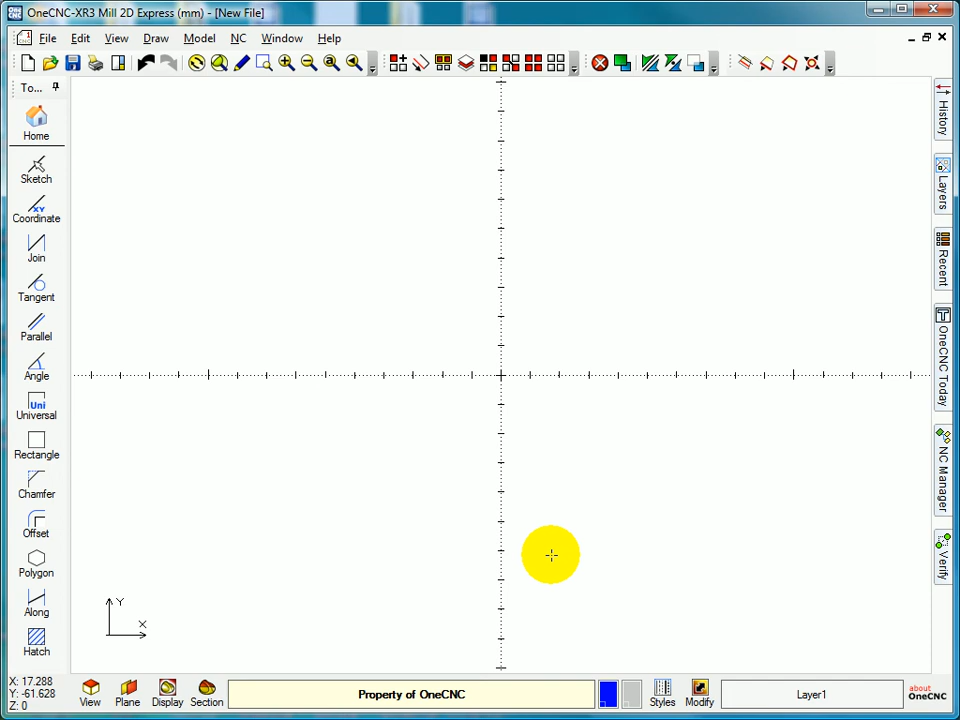 OneCNC-XR3 Mill 2D Express (mm) - [New File]
File Edit View Draw Model NC Window Help
To...
Home
Sketch
XY
Coordinate
Join
Tangent
Parallel
Angle
Uni
Universal
Rectangle
Chamfer
Offset
Polygon
Along
Hatch
Y
X
History
Layers
Recent
OneCNC Today
NC Manager
Verify
X: 17.288
Y: -61.628
Z: 0
View Plane Display Section
Property of OneCNC
Styles Modify
Layer1
about
OneCNC